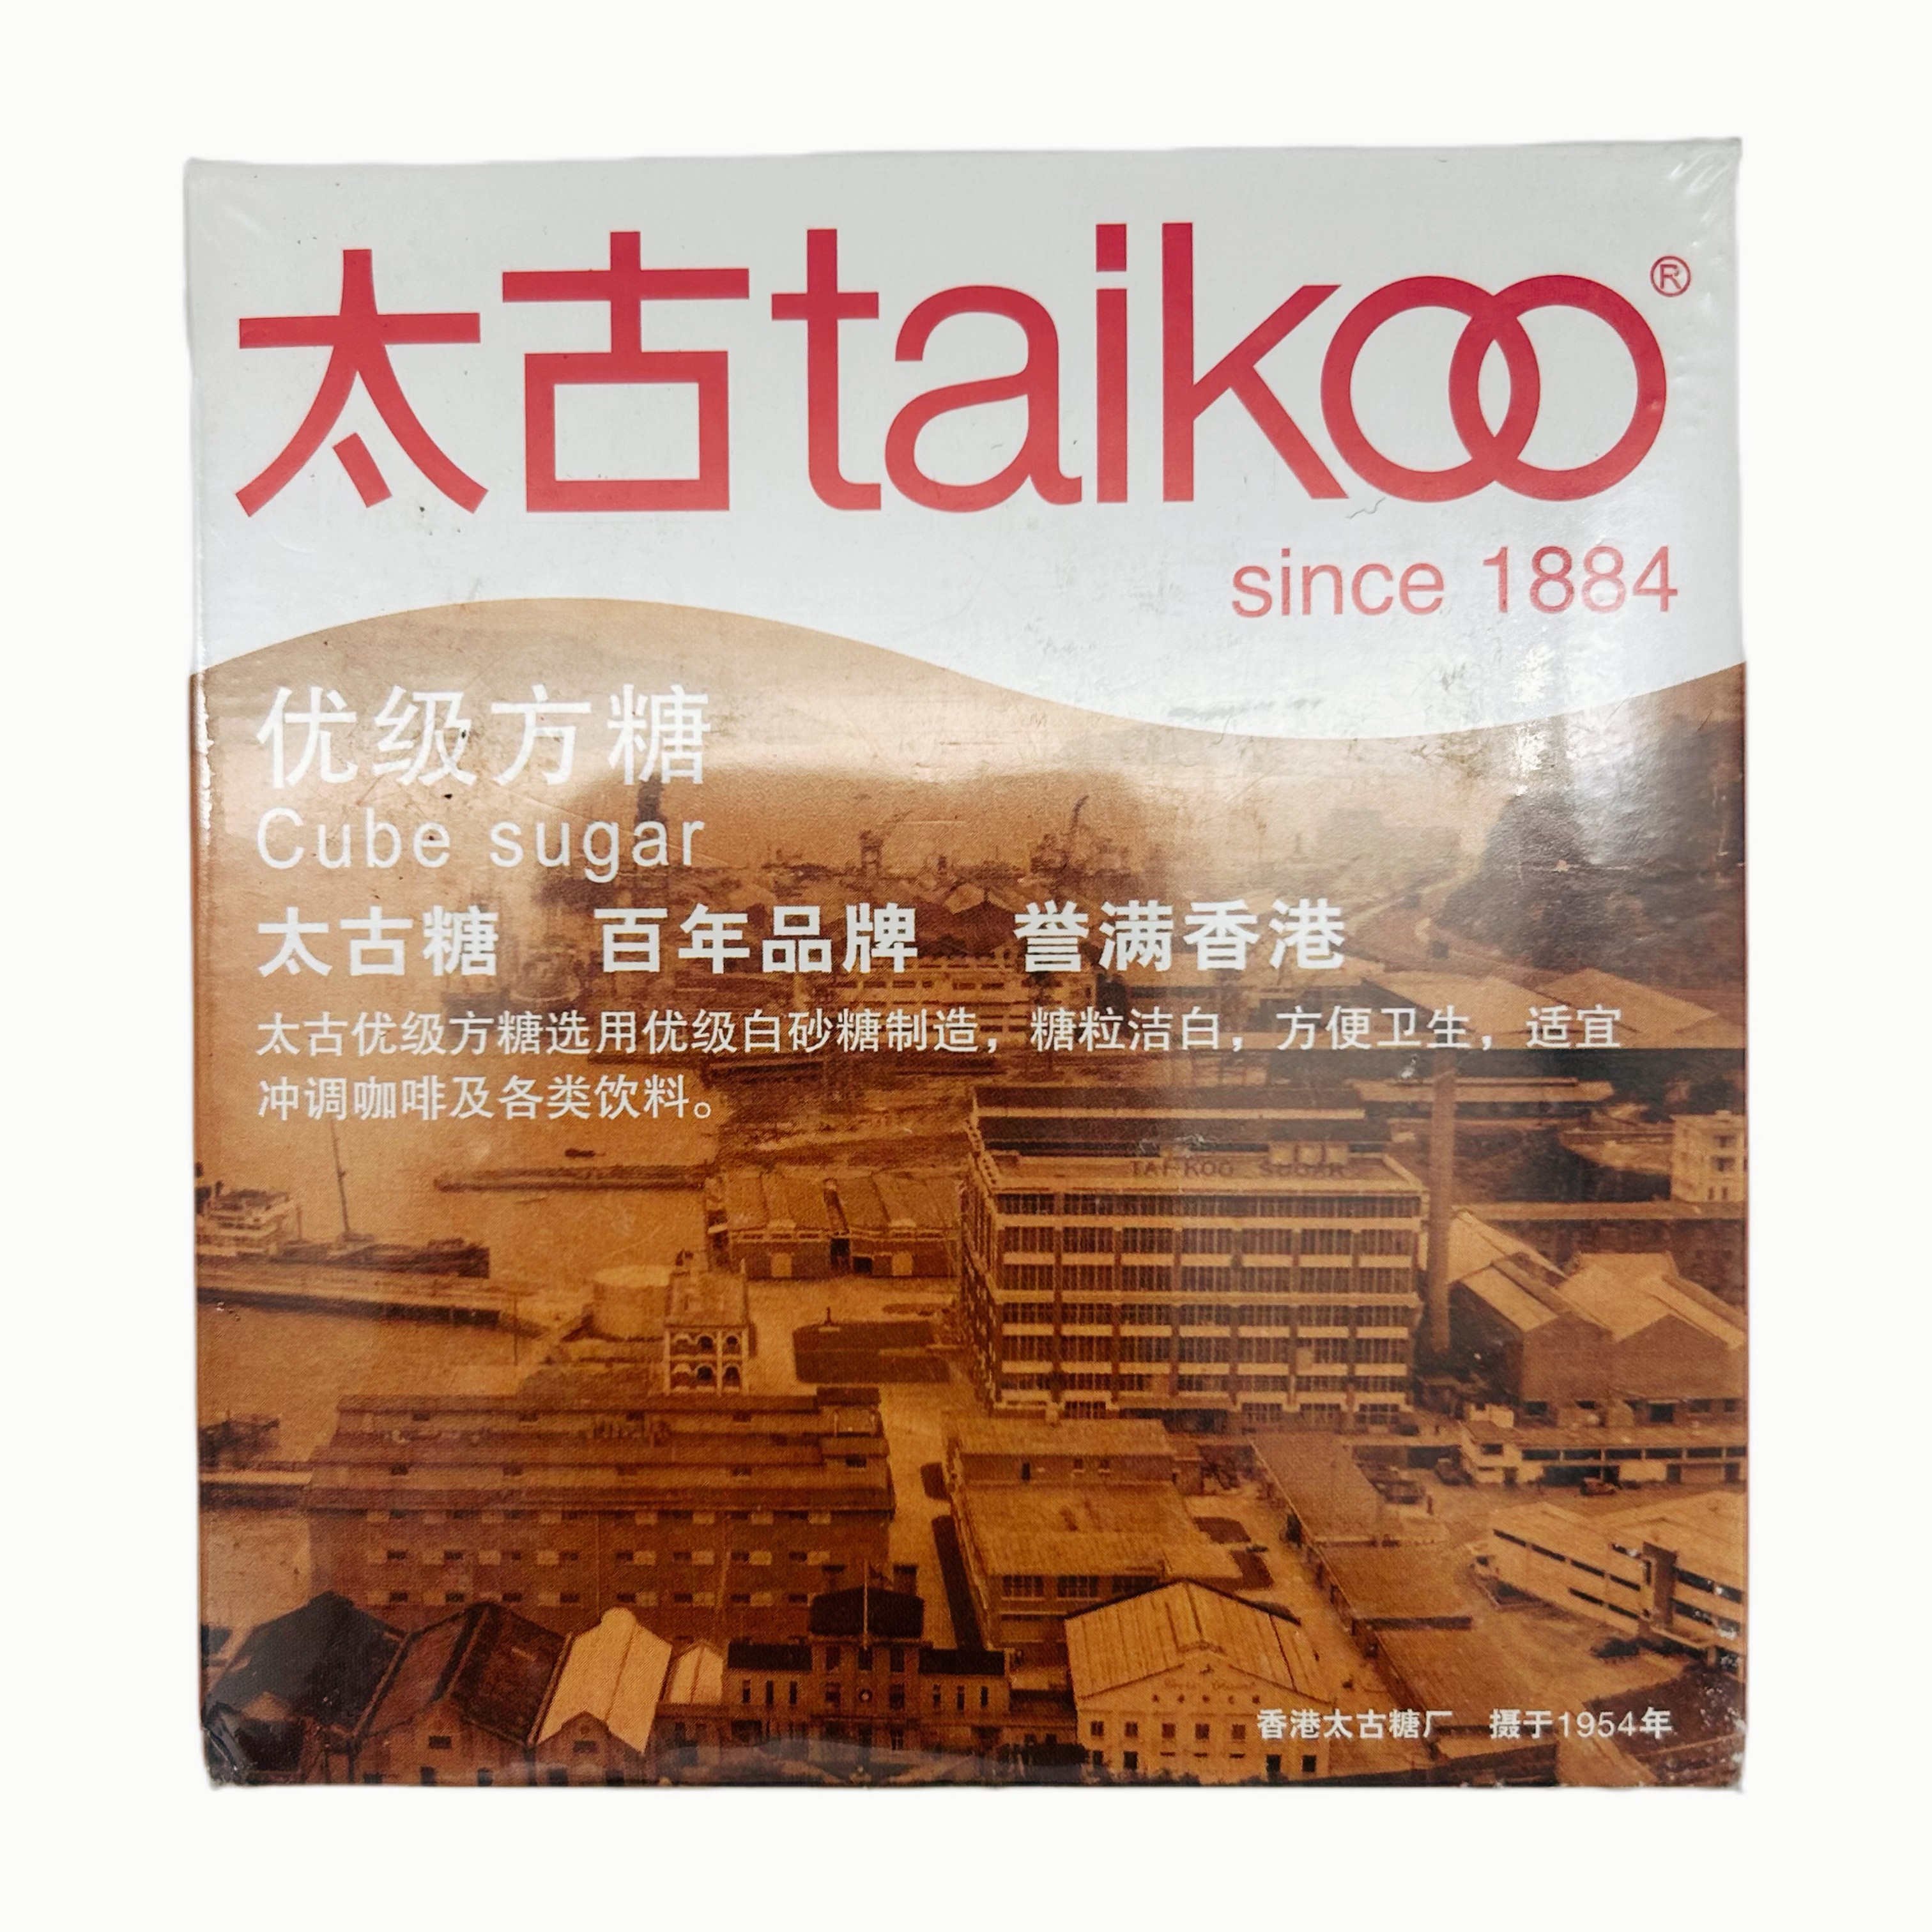 太古taikoo®
since 1884
优级方糖
Cube sugar
太古糖 百年品牌 誉满香港
太古优级方糖选用优级白砂糖制造，糖粒洁白，方便卫生，适宜
冲调咖啡及各类饮料。
TAI KOO SUGAR
香港太古糖厂 摄于1954年